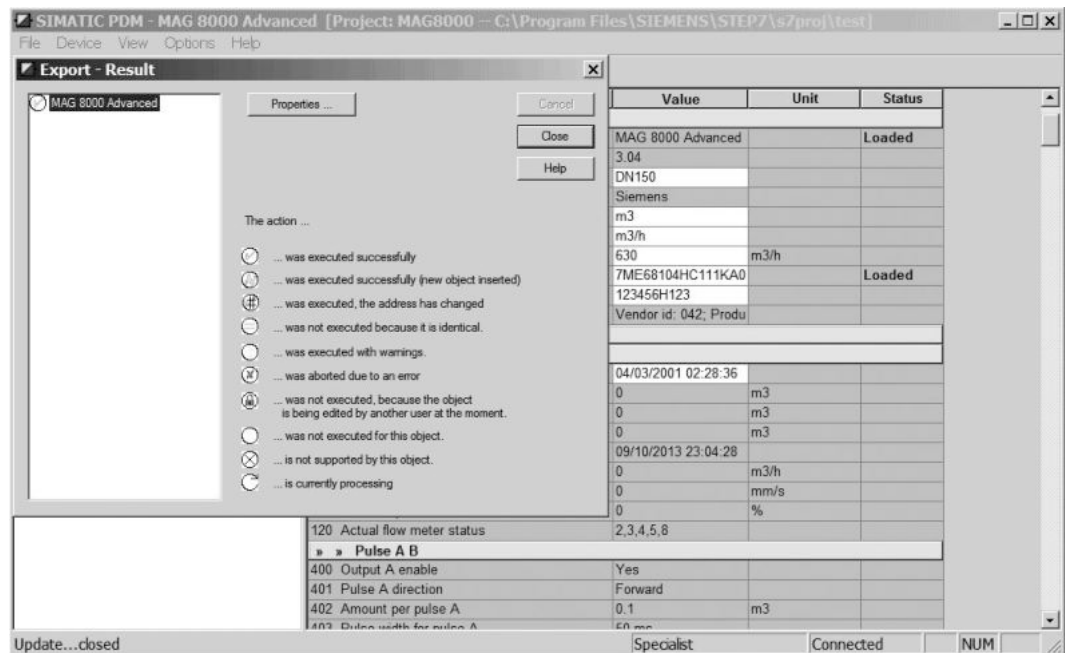 SIMATIC PDM - MAG 8000 Advanced [Project: MAG8000 -- C:\Program Files\SIEMENS\STEP7\s7proj\test]
File Device View Options Help
Export - Result
MAG 8000 Advanced
Properties ...
Cancel
Close
Help
The action ...
... was executed successfully
... was executed successfully (new object inserted)
... was executed, the address has changed
... was not executed because it is identical.
... was executed with warnings.
... was aborted due to an error
... was not executed, because the object
is being edited by another user at the moment.
... was not executed for this object.
... is not supported by this object.
... is currently processing
Value Unit Status
MAG 8000 Advanced Loaded
3.04
DN150
Siemens
m3
m3/h
630 m3/h
7ME68104HC111KA0 Loaded
123456H123
Vendor id: 042; Produ
04/03/2001 02:28:36
0 m3
0 m3
0 m3
09/10/2013 23:04:28
0 m3/h
0 mm/s
0 %
120 Actual flow meter status 2,3,4,5,8
» » Pulse A B
400 Output A enable Yes
401 Pulse A direction Forward
402 Amount per pulse A 0.1 m3
403 Pulse width for pulse A 50 ms
Update...closed Specialist Connected NUM